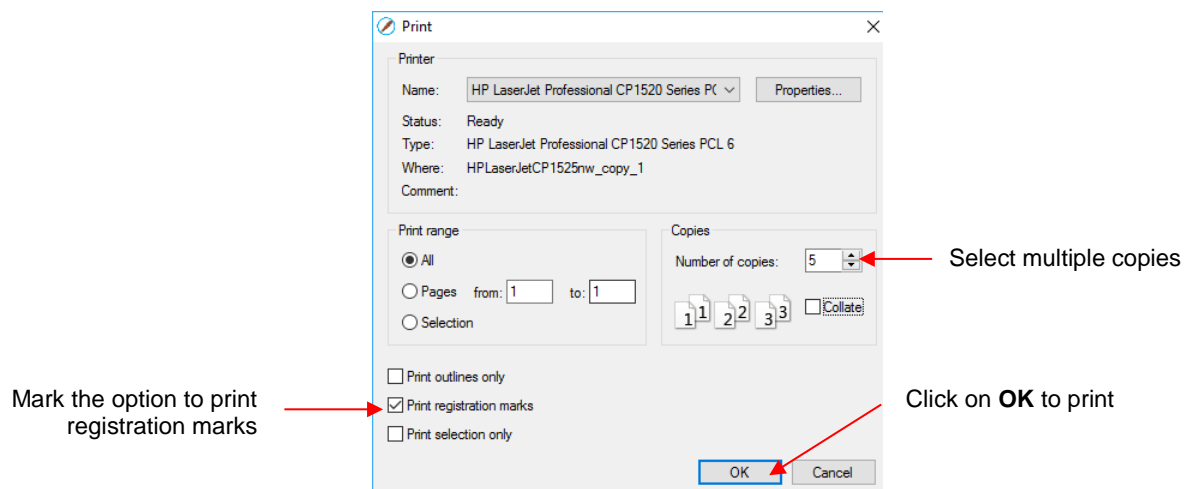 Print
Printer
Name: HP LaserJet Professional CP1520 Series P( Properties...
Status: Ready
Type: HP LaserJet Professional CP1520 Series PCL 6
Where: HPLaserJetCP1525nw_copy_1
Comment:
Print range
All
Pages from: 1 to: 1
Selection
Copies
Number of copies: 5
1 1 2 2 3 3 Collate
Select multiple copies
Print outlines only
Print registration marks
Print selection only
Mark the option to print
registration marks
Click on OK to print
OK Cancel